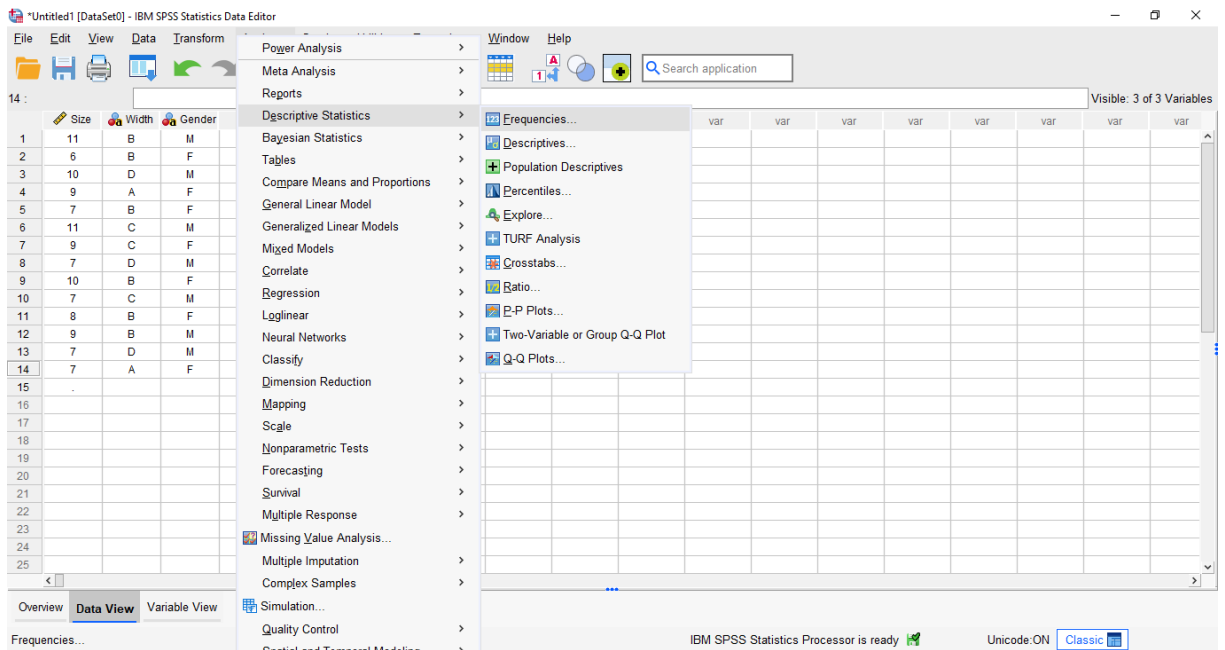 *Untitled1 [DataSet0] - IBM SPSS Statistics Data Editor
File Edit View Data Transform Window Help
Search application
14 :
Visible: 3 of 3 Variables
Size Width Gender var var var var var var var var
1 11 B M
2 6 B F
3 10 D M
4 9 A F
5 7 B F
6 11 C M
7 9 C F
8 7 D M
9 10 B F
10 7 C M
11 8 B F
12 9 B M
13 7 D M
14 7 A F
15 .
16
17
18
19
20
21
22
23
24
25
Power Analysis
Meta Analysis
Reports
Descriptive Statistics
Bayesian Statistics
Tables
Compare Means and Proportions
General Linear Model
Generalized Linear Models
Mixed Models
Correlate
Regression
Loglinear
Neural Networks
Classify
Dimension Reduction
Mapping
Scale
Nonparametric Tests
Forecasting
Survival
Multiple Response
Missing Value Analysis...
Multiple Imputation
Complex Samples
Simulation...
Quality Control
Spatial and Temporal Modeling
Frequencies...
Descriptives...
Population Descriptives
Percentiles...
Explore...
TURF Analysis
Crosstabs...
Ratio...
P-P Plots...
Two-Variable or Group Q-Q Plot
Q-Q Plots...
Overview Data View Variable View
Frequencies...
IBM SPSS Statistics Processor is ready
Unicode:ON
Classic